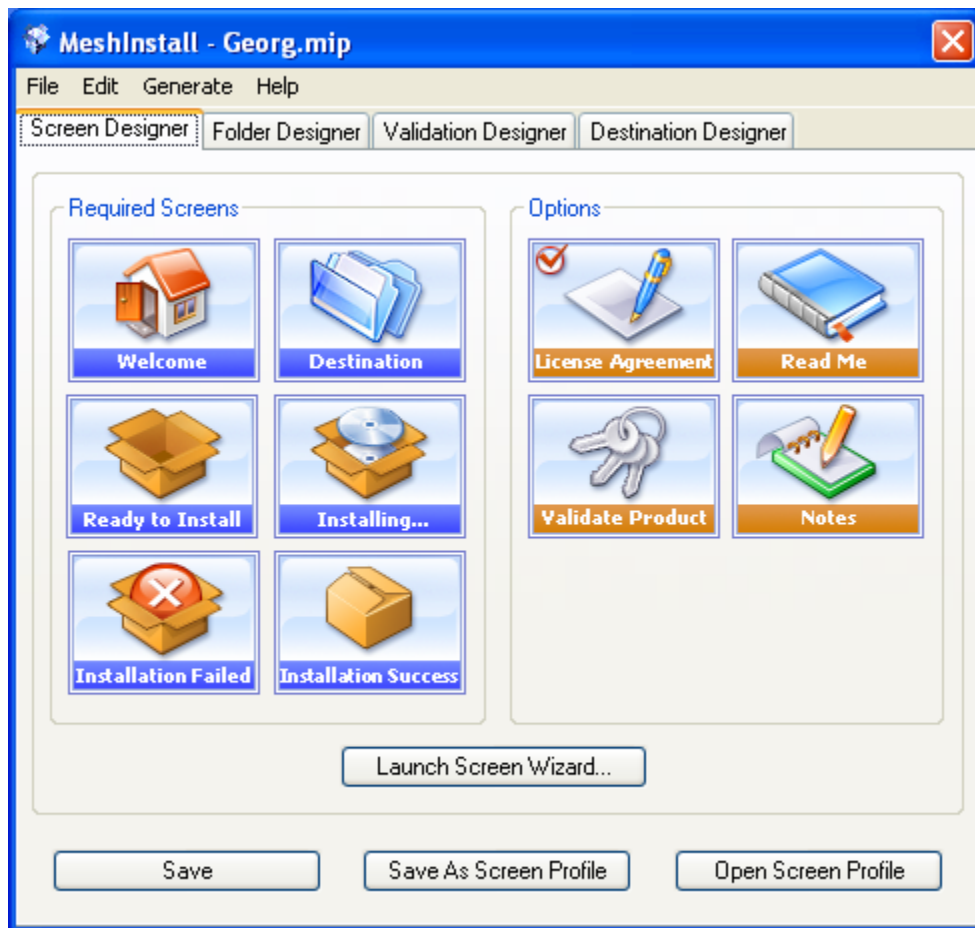 MeshInstall - Georg.mip
File Edit Generate Help
Screen Designer Folder Designer Validation Designer Destination Designer
Required Screens Options
Welcome Destination License Agreement Read Me
Ready to Install Installing... Validate Product Notes
Installation Failed Installation Success
Launch Screen Wizard...
Save Save As Screen Profile Open Screen Profile